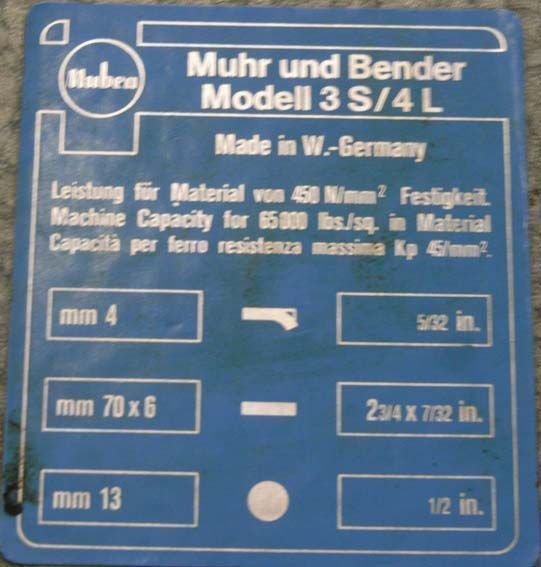 Mubea
Muhr und Bender
Modell 3 S/4 L
Made in W.-Germany
Leistung für Material von 450 N/mm² Festigkeit.
Machine Capacity for 65000 lbs/sq. in Material
Capacità per ferro resistenza massima Kp 45/mm².
mm 4 5/32 in.
mm 70 x 6 2 3/4 x 7/32 in.
mm 13 1/2 in.